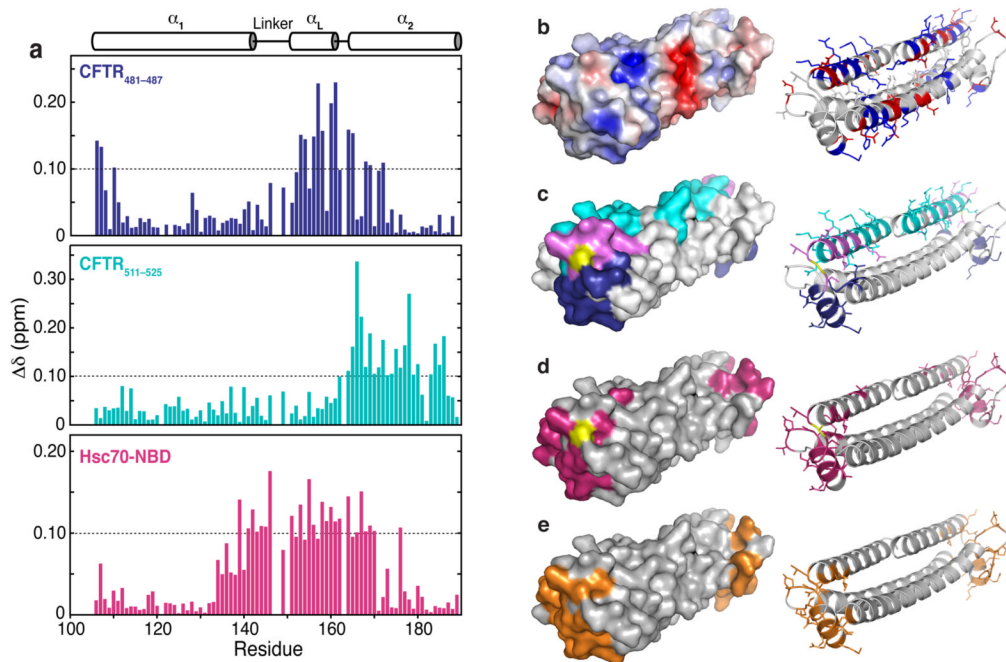 α1 Linker αL α2
a
CFTR481–487
0.20
0.10
0
CFTR511–525
0.30
0.20
0.10
0
Hsc70-NBD
0.20
0.10
0
Δδ (ppm)
100 120 140 160 180
Residue
b
c
d
e